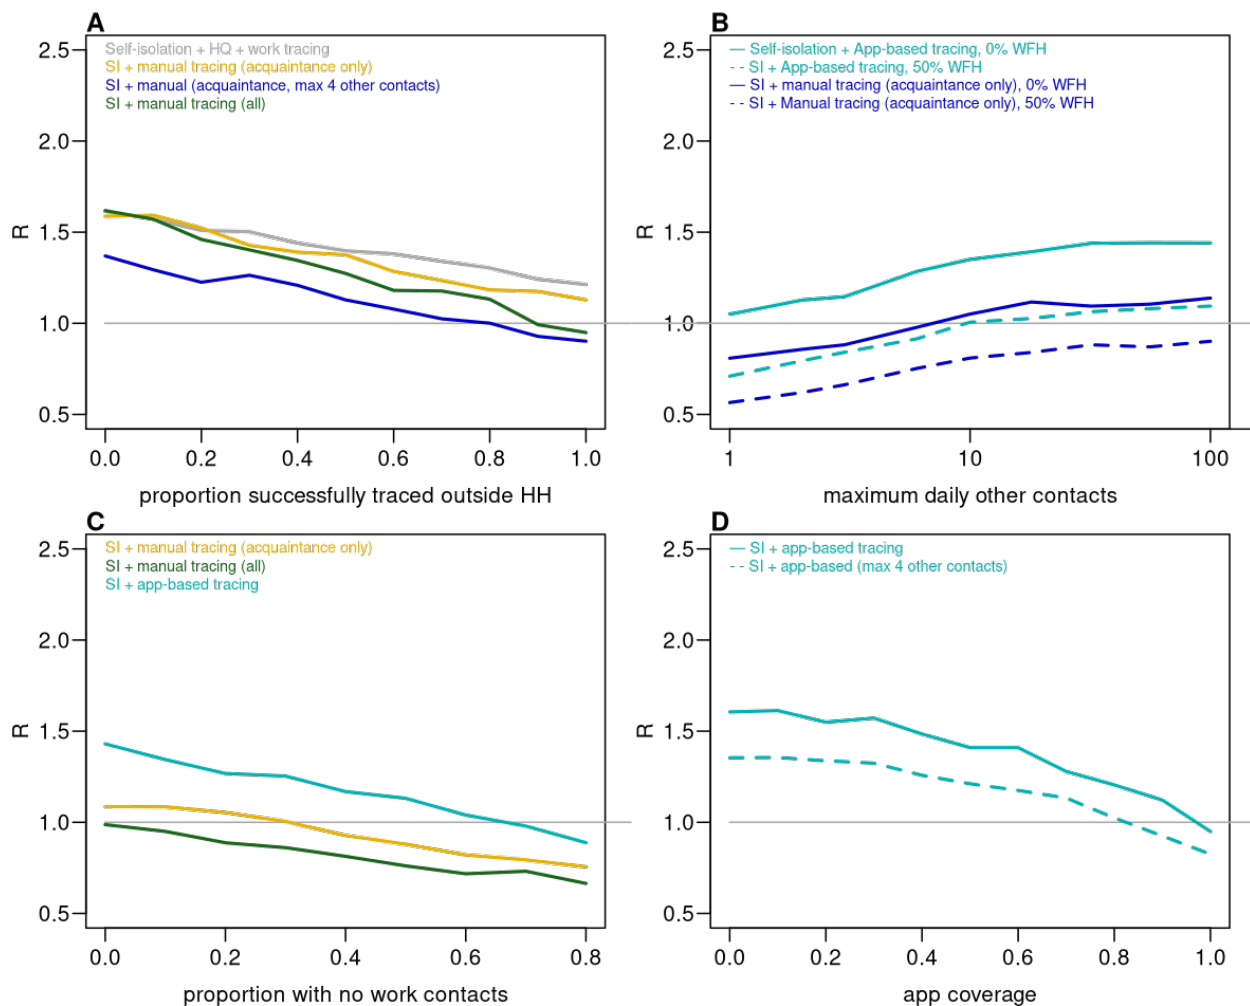 A
Self-isolation + HQ + work tracing
SI + manual tracing (acquaintance only)
SI + manual (acquaintance, max 4 other contacts)
SI + manual tracing (all)
2.5
2.0
1.5
1.0
0.5
R
0.0 0.2 0.4 0.6 0.8 1.0
proportion successfully traced outside HH
B
Self-isolation + App-based tracing, 0% WFH
SI + App-based tracing, 50% WFH
SI + manual tracing (acquaintance only), 0% WFH
SI + Manual tracing (acquaintance only), 50% WFH
2.5
2.0
1.5
1.0
0.5
R
1 10 100
maximum daily other contacts
C
SI + manual tracing (acquaintance only)
SI + manual tracing (all)
SI + app-based tracing
2.5
2.0
1.5
1.0
0.5
R
0.0 0.2 0.4 0.6 0.8
proportion with no work contacts
D
SI + app-based tracing
SI + app-based (max 4 other contacts)
2.5
2.0
1.5
1.0
0.5
R
0.0 0.2 0.4 0.6 0.8 1.0
app coverage